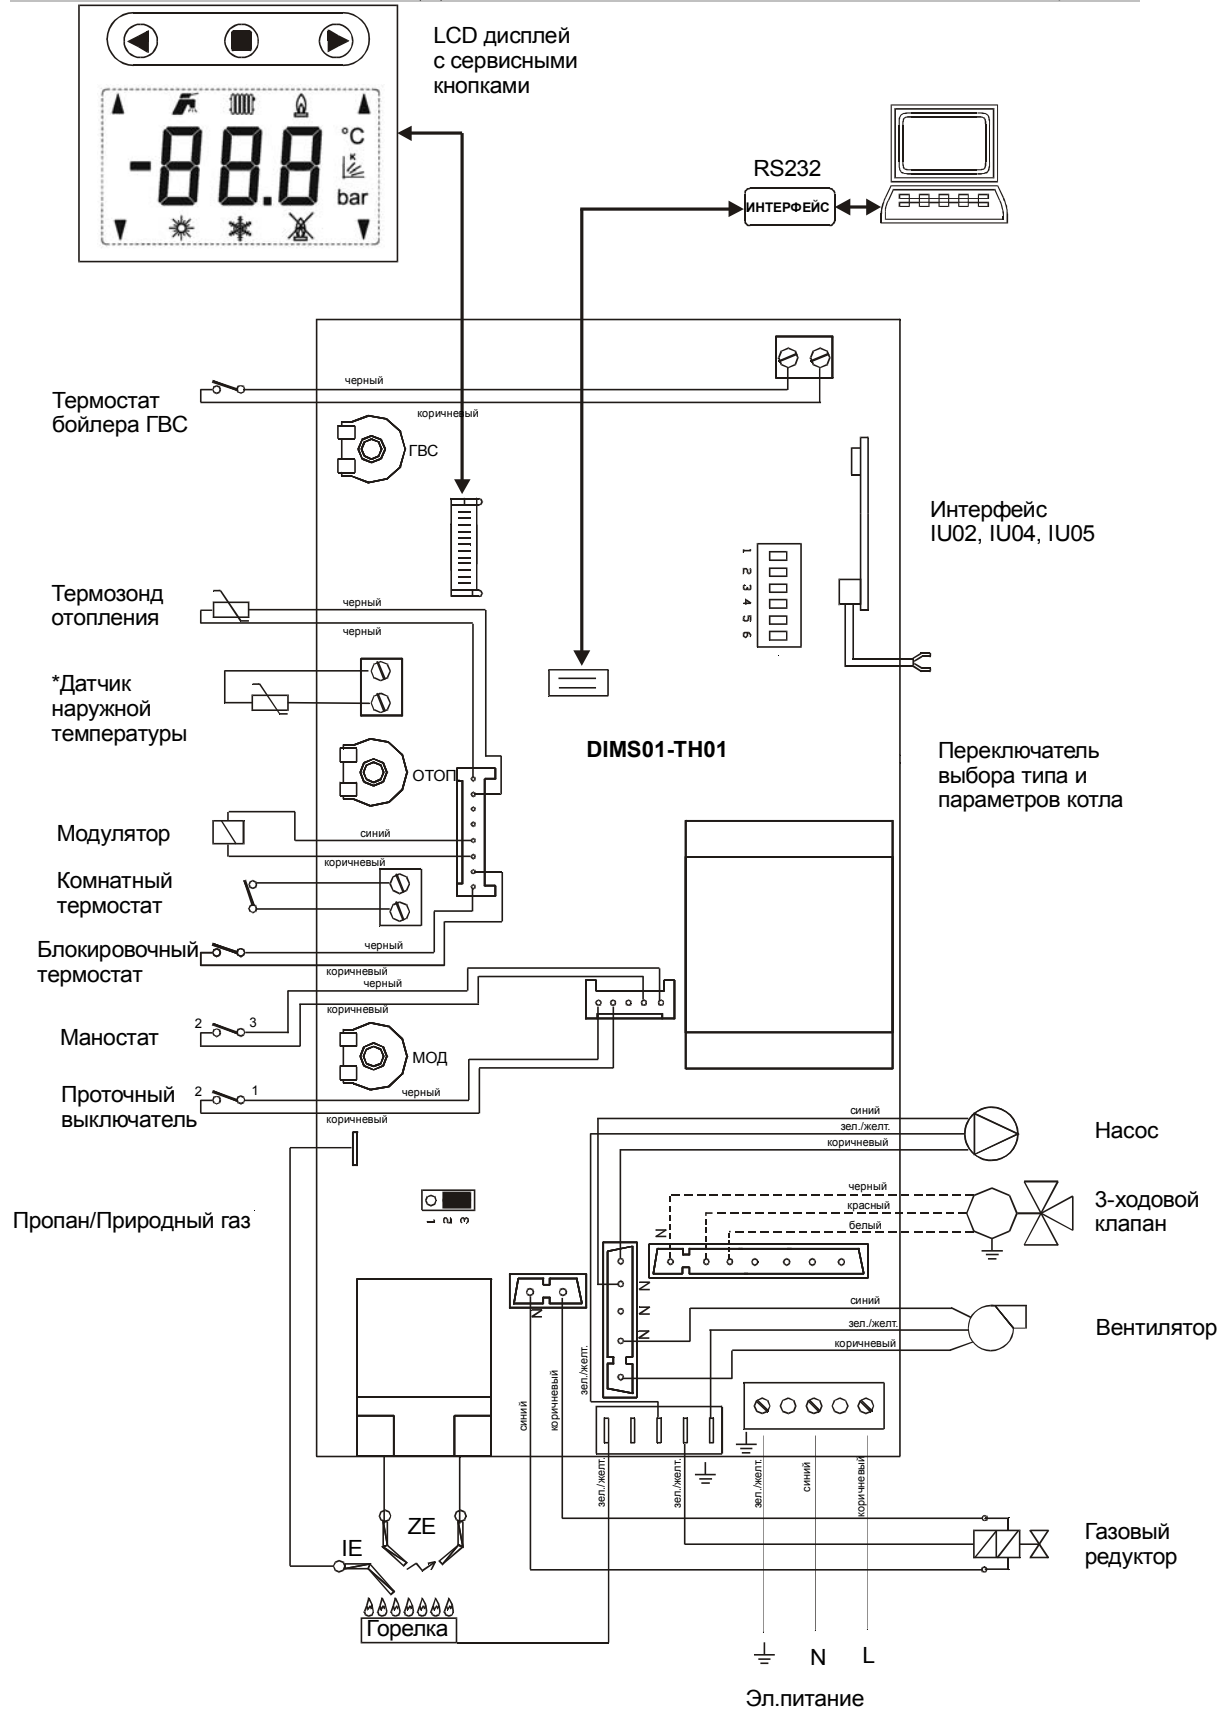 LCD дисплей
с сервисными
кнопками
-88.8
°C
K
bar
RS232
ИНТЕРФЕЙС
черный
Термостат
бойлера ГВС
коричневый
ГВС
Интерфейс
IU02, IU04, IU05
1
2
3
4
5
6
Термозонд
отопления
черный
черный
*Датчик
наружной
температуры
DIMS01-TH01
Переключатель
выбора типа и
параметров котла
ОТОП
Модулятор
синий
коричневый
Комнатный
термостат
Блокировочный
термостат
черный
коричневый
черный
коричневый
Маностат
2
3
МОД
Проточный
выключатель
2
1
черный
коричневый
синий
зел./желт.
коричневый
Насос
черный
красный
белый
3-ходовой
клапан
Пропан/Природный газ
1
2
3
N
N
N
N
N
синий
зел./желт.
коричневый
Вентилятор
синий
коричневый
зел./желт.
зел./желт.
зел./желт.
зел./желт.
синий
коричневый
ZE
IE
Газовый
редуктор
Горелка
N
L
Эл.питание